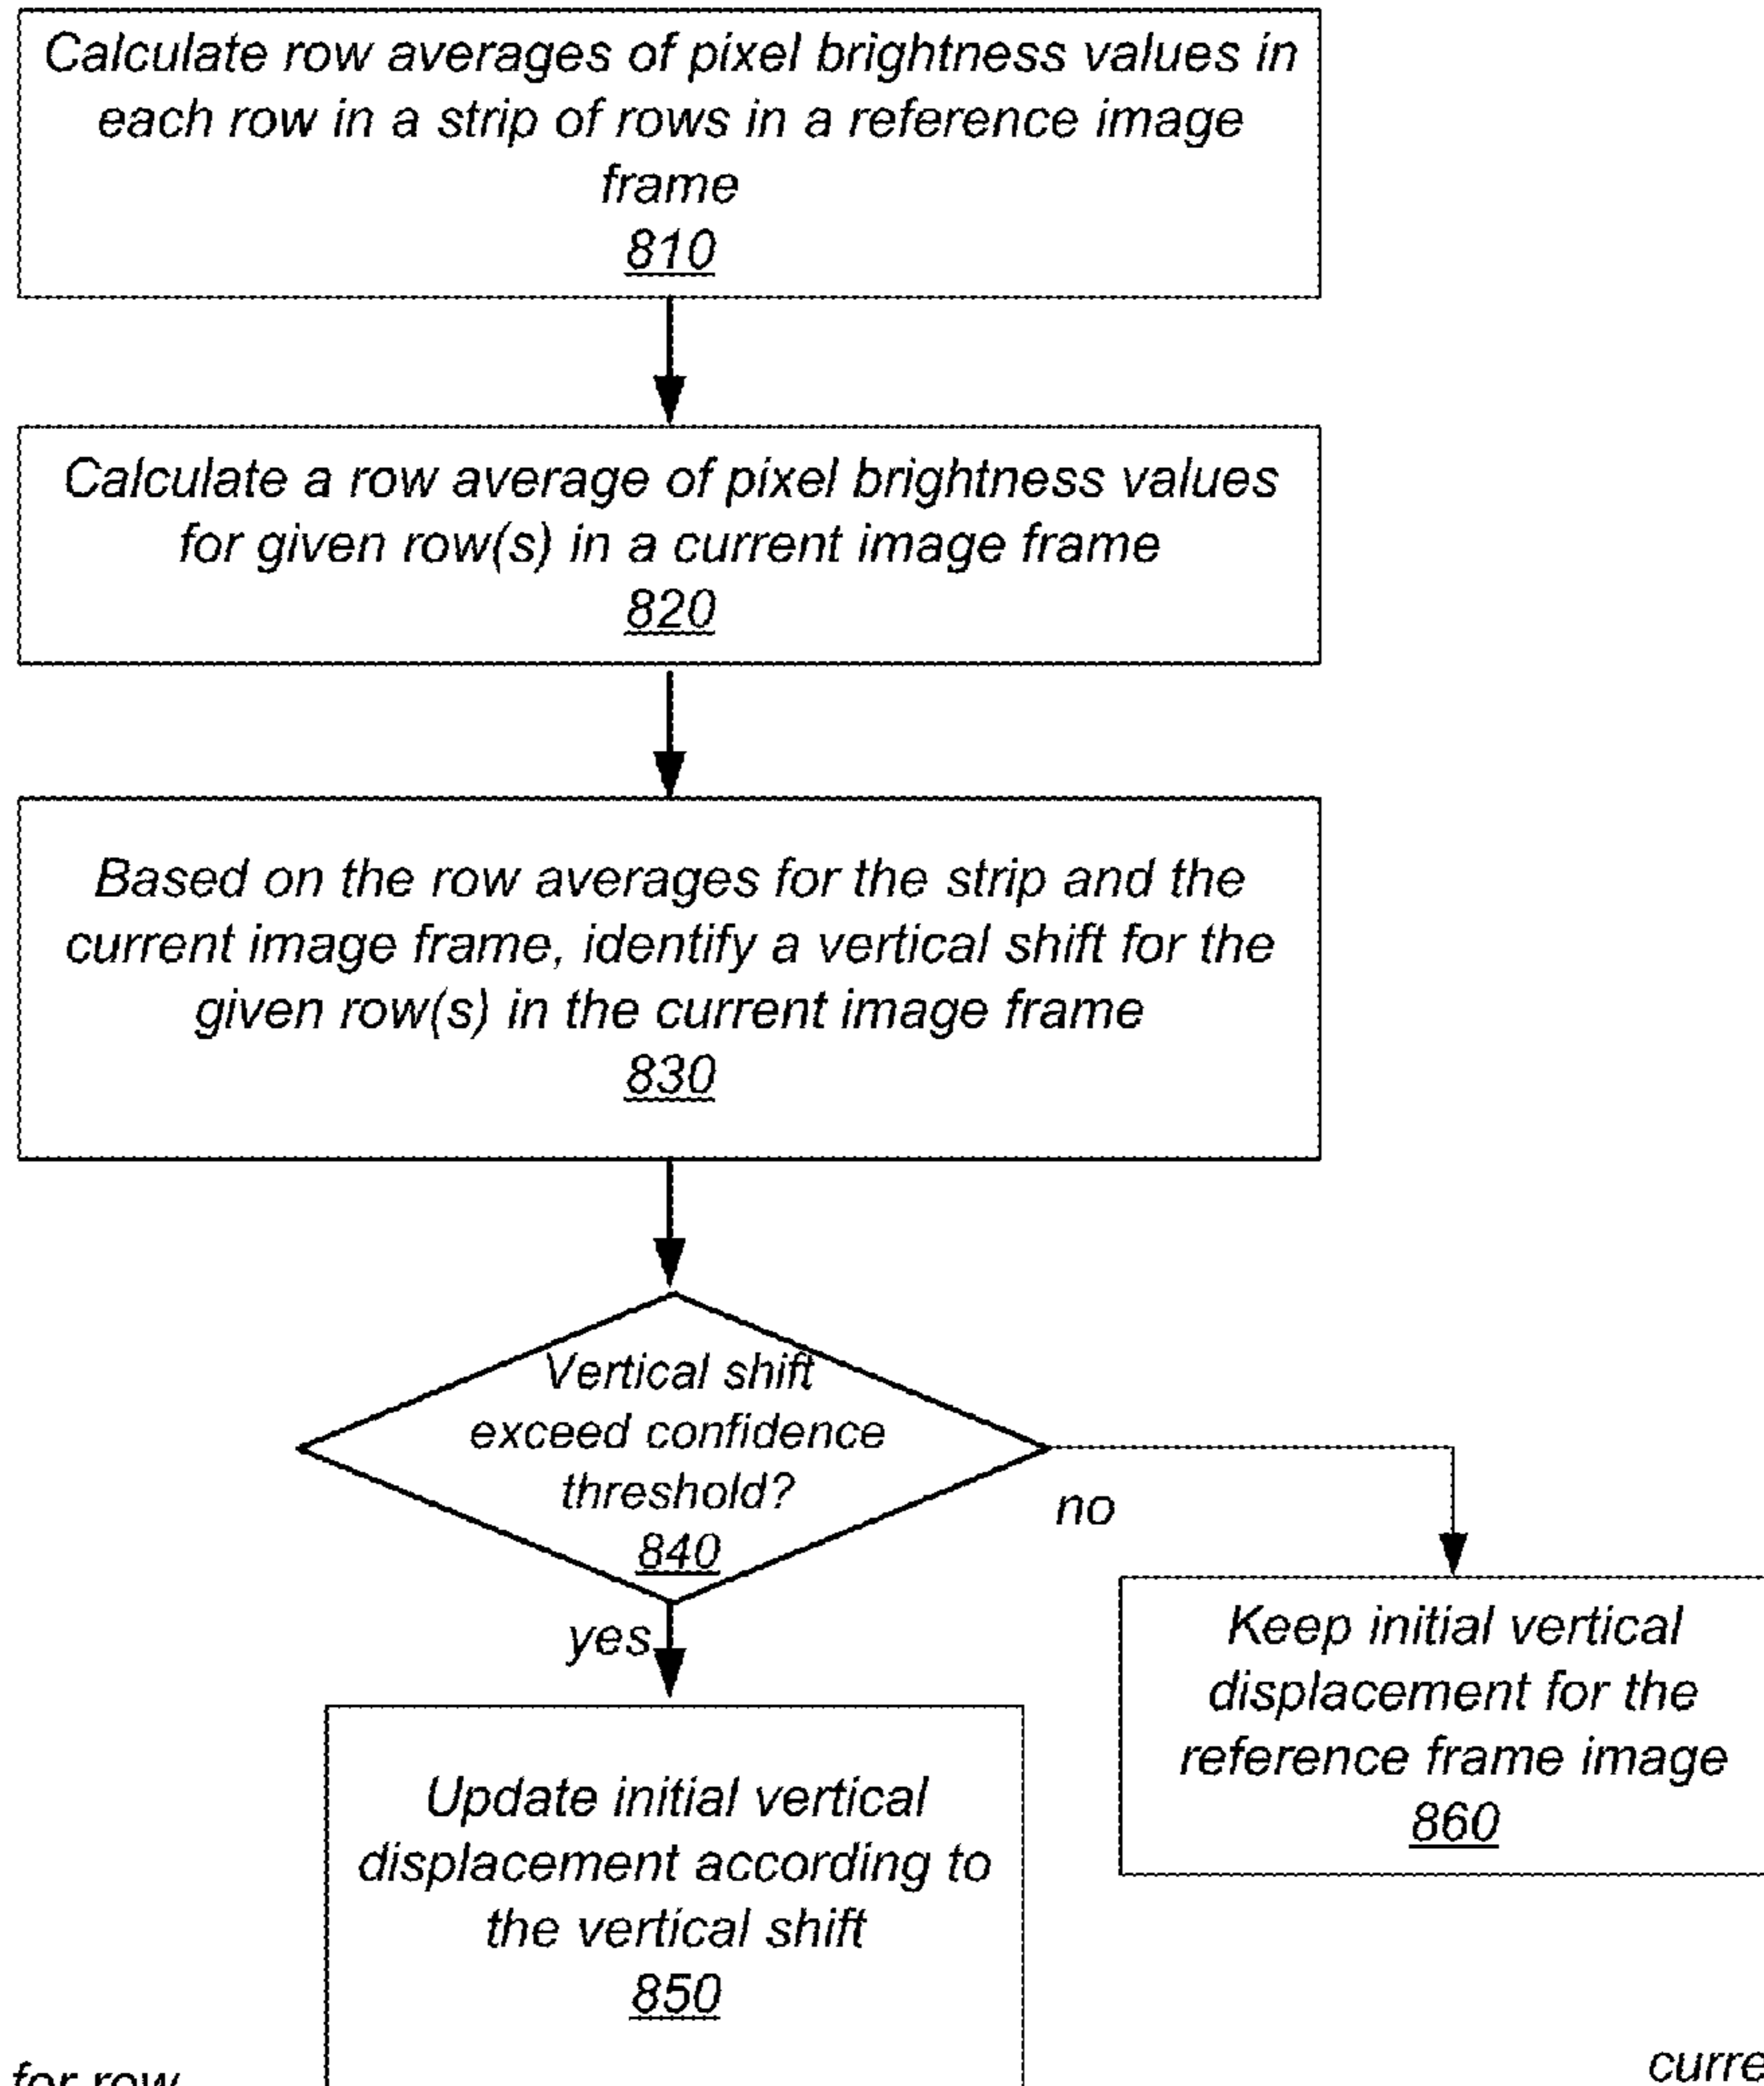 Calculate row averages of pixel brightness values in
each row in a strip of rows in a reference image
frame
810
Calculate a row average of pixel brightness values
for given row(s) in a current image frame
820
Based on the row averages for the strip and the
current image frame, identify a vertical shift for the
given row(s) in the current image frame
830
Vertical shift
exceed confidence
threshold?
840
no
yes
Keep initial vertical
displacement for the
reference frame image
860
Update initial vertical
displacement according to
the vertical shift
850
for row